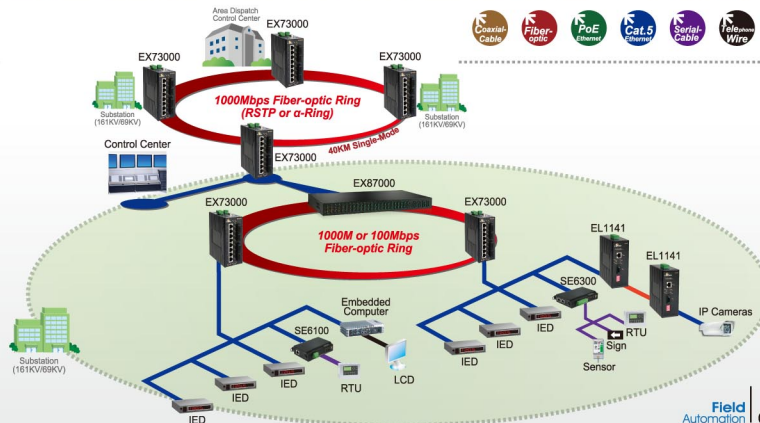 Area Dispatch
Control Center
Coaxial-
Cable
Fiber-
optic
PoE
Ethernet
Cat.5
Ethernet
Serial-
Cable
Telephone
Wire
EX73000
EX73000
EX73000
1000Mbps Fiber-optic Ring
(RSTP or α-Ring)
Substation
(161KV/69KV)
Substation
(161KV/69KV)
40KM Single-Mode
Control Center
EX73000
EX87000
EX73000
EX73000
1000M or 100Mbps
Fiber-optic Ring
EL1141
EL1141
SE6300
IP Cameras
RTU
Sign
Sensor
IED
IED
IED
Embedded
Computer
SE6100
LCD
RTU
IED
IED
IED
Substation
(161KV/69KV)
Field
Automation